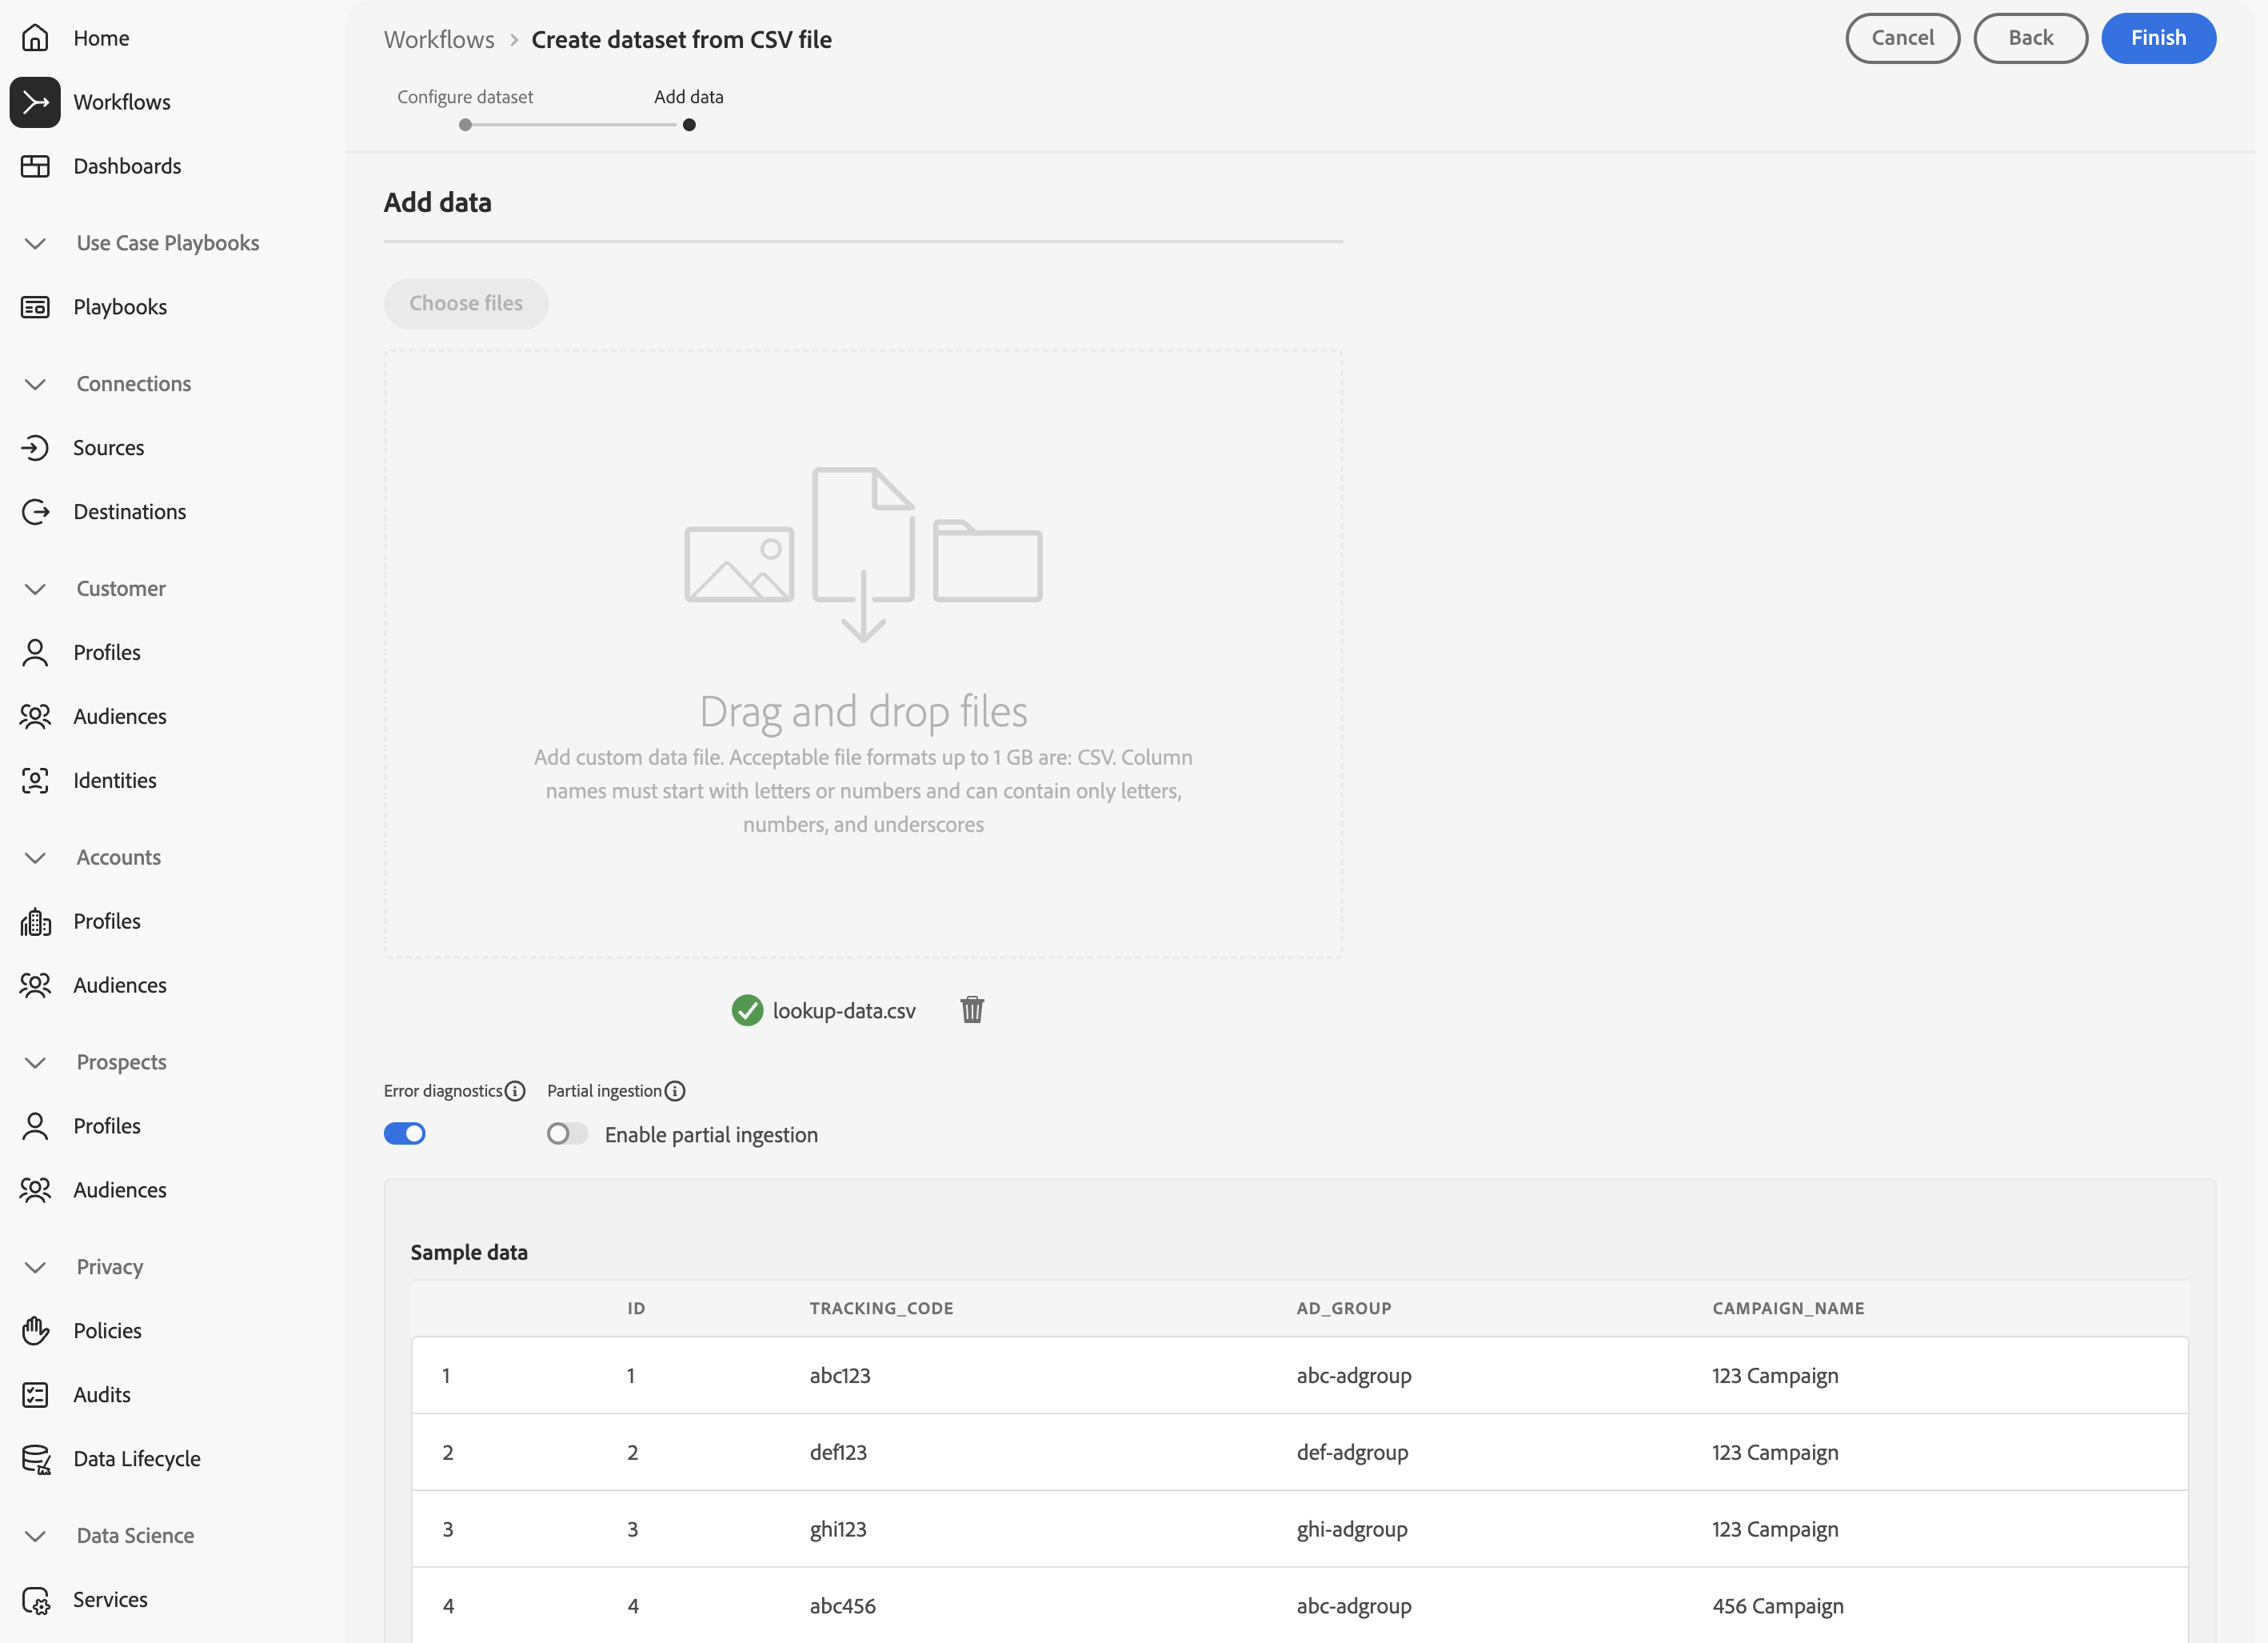 Home
Workflows
Dashboards
Use Case Playbooks
Playbooks
Connections
Sources
Destinations
Customer
Profiles
Audiences
Identities
Accounts
Profiles
Audiences
Prospects
Profiles
Audiences
Privacy
Policies
Audits
Data Lifecycle
Data Science
Services
Workflows > Create dataset from CSV file
Cancel Back Finish
Configure dataset Add data
Add data
Choose files
Drag and drop files
Add custom data file. Acceptable file formats up to 1 GB are: CSV. Column
names must start with letters or numbers and can contain only letters,
numbers, and underscores
lookup-data.csv
Error diagnostics Partial ingestion
Enable partial ingestion
Sample data
ID TRACKING_CODE AD_GROUP CAMPAIGN_NAME
1 1 abc123 abc-adgroup 123 Campaign
2 2 def123 def-adgroup 123 Campaign
3 3 ghi123 ghi-adgroup 123 Campaign
4 4 abc456 abc-adgroup 456 Campaign